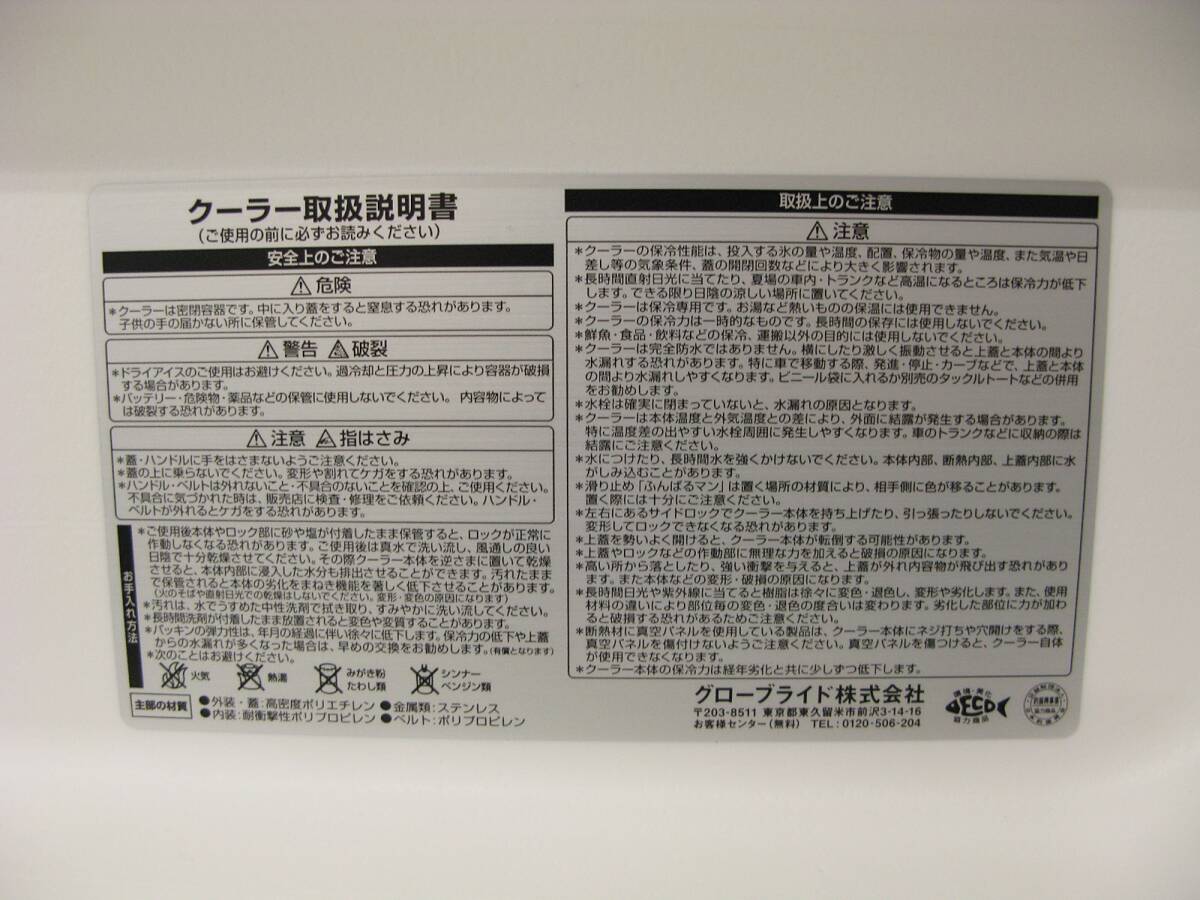 クーラー取扱説明書
(ご使用の前に必ずお読みください)
安全上のご注意
⚠危険
*クーラーは密閉容器です。中に入り蓋をすると窒息する恐れがあります。
子供の手の届かない所に保管してください。
⚠警告 破裂
*ドライアイスのご使用はお避けください。過冷却と圧力の上昇により容器が破損
する場合があります。
*バッテリー・危険物・薬品などの保管に使用しないでください。内容物によって
は破裂する恐れがあります。
⚠注意 指はさみ
*蓋・ハンドルに手をはさまないようご注意ください。
*蓋の上に乗らないでください。変形や割れてケガをする恐れがあります。
*ハンドル・ベルトは外れないこと・不具合のないことを確認の上、ご使用ください。
不具合に気づかれた時は、販売店に検査・修理をご依頼ください。ハンドル・
ベルトが外れるとケガをする恐れがあります。
お手入れ方法
*ご使用後本体やロック部に砂や塩が付着したまま保管すると、ロックが正常に
作動しなくなる恐れがあります。ご使用後は真水で洗い流し、風通しの良い
日陰で十分乾燥させてください。その際クーラー本体を逆さまに置いて乾燥
させると、本体内部に浸入した水分も排出させることができます。汚れたまま
で保管されると本体の劣化をまねき機能を著しく低下させることがあります。
(火のそばや直射日光での乾燥はしないでください。変形・変色の原因になります)
*汚れは、水でうすめた中性洗剤で拭き取り、すみやかに洗い流してください。
*長時間洗剤が付着したまま放置されると変色や変質することがあります。
*パッキンの弾力性は、年月の経過に伴い徐々に低下します。保冷力の低下や上蓋
からの水漏れが多くなった場合は、早めの交換をお勧めします。(有償となります)
*次のことはお避けください。
火気 熱湯 みがき粉 たわし類 シンナー ベンジン類
主部の材質 ●外装・蓋:高密度ポリエチレン ●金属類:ステンレス
●内装:耐衝撃性ポリプロピレン ●ベルト:ポリプロピレン
取扱上のご注意
⚠注意
*クーラーの保冷性能は、投入する氷の量や温度、配置、保冷物の量や温度、また気温や日
差し等の気象条件、蓋の開閉回数などにより大きく影響されます。
*長時間直射日光に当てたり、夏場の車内・トランクなど高温になるところは保冷力が低下
します。できる限り日陰の涼しい場所に置いてください。
*クーラーは保冷専用です。お湯など熱いものの保温には使用できません。
*クーラーの保冷力は一時的なものです。長時間の保存には使用しないでください。
*鮮魚・食品・飲料などの保冷、運搬以外の目的には使用しないでください。
*クーラーは完全防水ではありません。横にしたり激しく振動させると上蓋と本体の間より
水漏れする恐れがあります。特に車で移動する際、発進・停止・カーブなどで、上蓋と本体
の間より水漏れしやすくなります。ビニール袋に入れるか別売のタックルトートなどの併用
をお勧めします。
*水栓は確実に閉まっていないと、水漏れの原因となります。
*クーラーは本体温度と外気温度との差により、外面に結露が発生する場合があります。
特に温度差の出やすい水栓周囲に発生しやすくなります。車のトランクなどに収納の際は
結露にご注意ください。
*水につけたり、長時間水を強くかけないでください。本体内部、断熱内部、上蓋内部に水
がしみ込むことがあります。
*滑り止め「ふんばるマン」は置く場所の材質により、相手側に色が移ることがあります。
置く際には十分にご注意ください。
*左右にあるサイドロックでクーラー本体を持ち上げたり、引っ張ったりしないでください。
変形してロックできなくなる恐れがあります。
*上蓋を勢いよく開けると、クーラー本体が転倒する可能性があります。
*上蓋やロックなどの作動部に無理な力を加えると破損の原因になります。
*高い所から落としたり、強い衝撃を与えると、上蓋が外れ内容物が飛び出す恐れがあり
ます。また本体などの変形・破損の原因になります。
*長時間日光や紫外線に当てると樹脂は徐々に変色・退色し、変形や劣化します。また、使用
材料の違いにより部位毎の変色・退色の度合いは変わります。劣化した部位に力が加わ
ると破損する恐れがあるためご注意ください。
*断熱材に真空パネルを使用している製品は、クーラー本体にネジ打ちや穴開けをする際、
真空パネルを傷付けないようご注意ください。真空パネルを傷つけると、クーラー自体
が使用できなくなります。
*クーラー本体の保冷力は経年劣化と共に少しずつ低下します。
グローブライド株式会社
〒203-8511 東京都東久留米市前沢3-14-16
お客様センター(無料) TEL:0120-506-204
環境・美化
ECO
協力商品